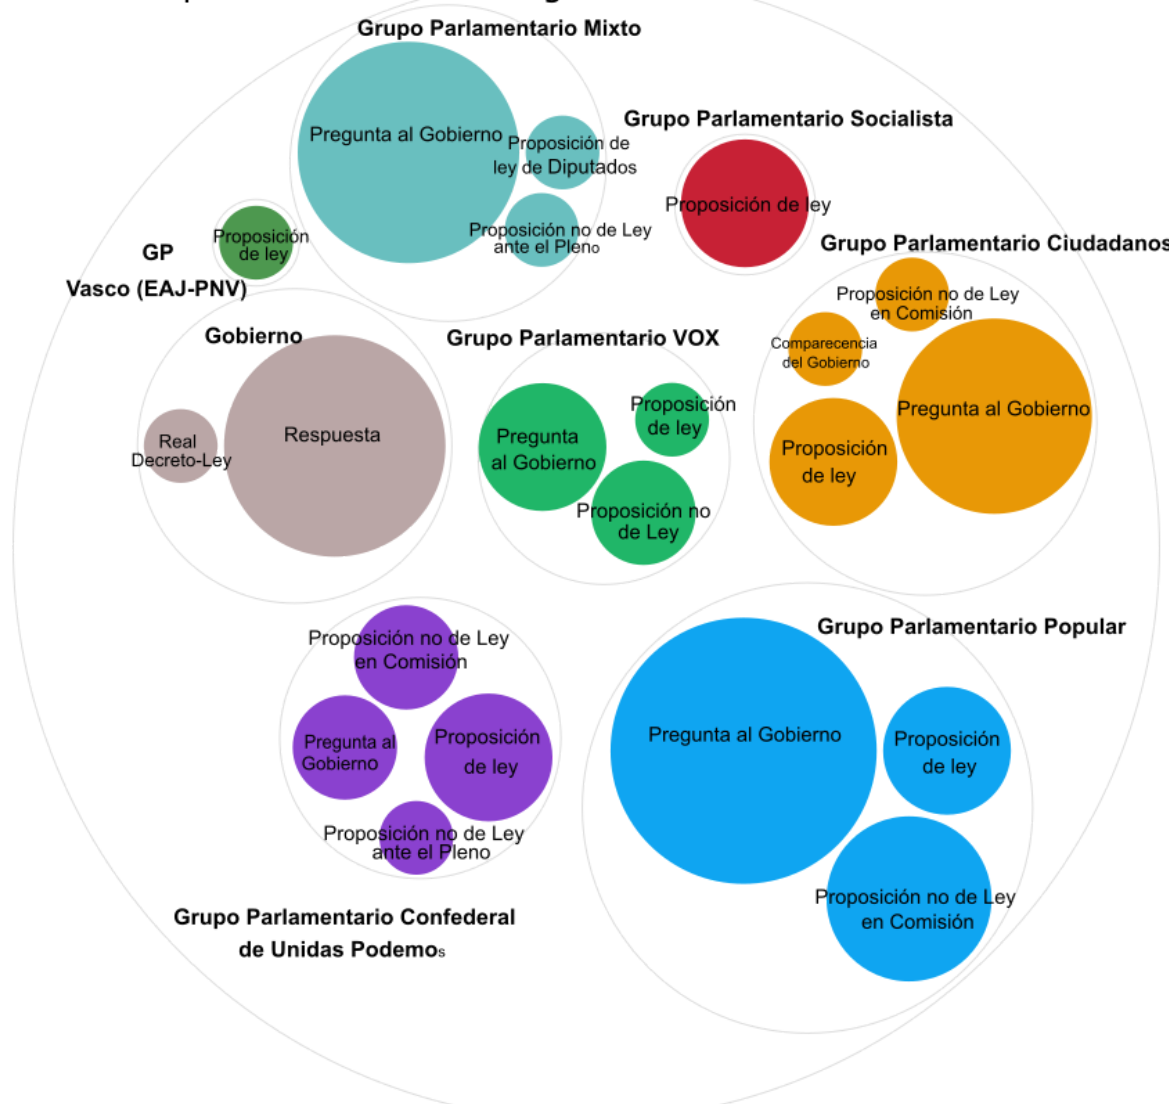 Grupo Parlamentario Mixto
Pregunta al Gobierno
Proposición de
ley de Diputados
Proposición no de Ley
ante el Pleno
Grupo Parlamentario Socialista
Proposición de ley
GP
Vasco (EAJ-PNV)
Proposición
de ley
Grupo Parlamentario Ciudadanos
Proposición no de Ley
en Comisión
Comparecencia
del Gobierno
Pregunta al Gobierno
Proposición
de ley
Gobierno
Real
Decreto-Ley
Respuesta
Grupo Parlamentario VOX
Pregunta
al Gobierno
Proposición
de ley
Proposición no
de Ley
Proposición no de Ley
en Comisión
Pregunta al
Gobierno
Proposición
de ley
Proposición no de Ley
ante el Pleno
Grupo Parlamentario Confederal
de Unidas Podemos
Grupo Parlamentario Popular
Pregunta al Gobierno
Proposición
de ley
Proposición no de Ley
en Comisión